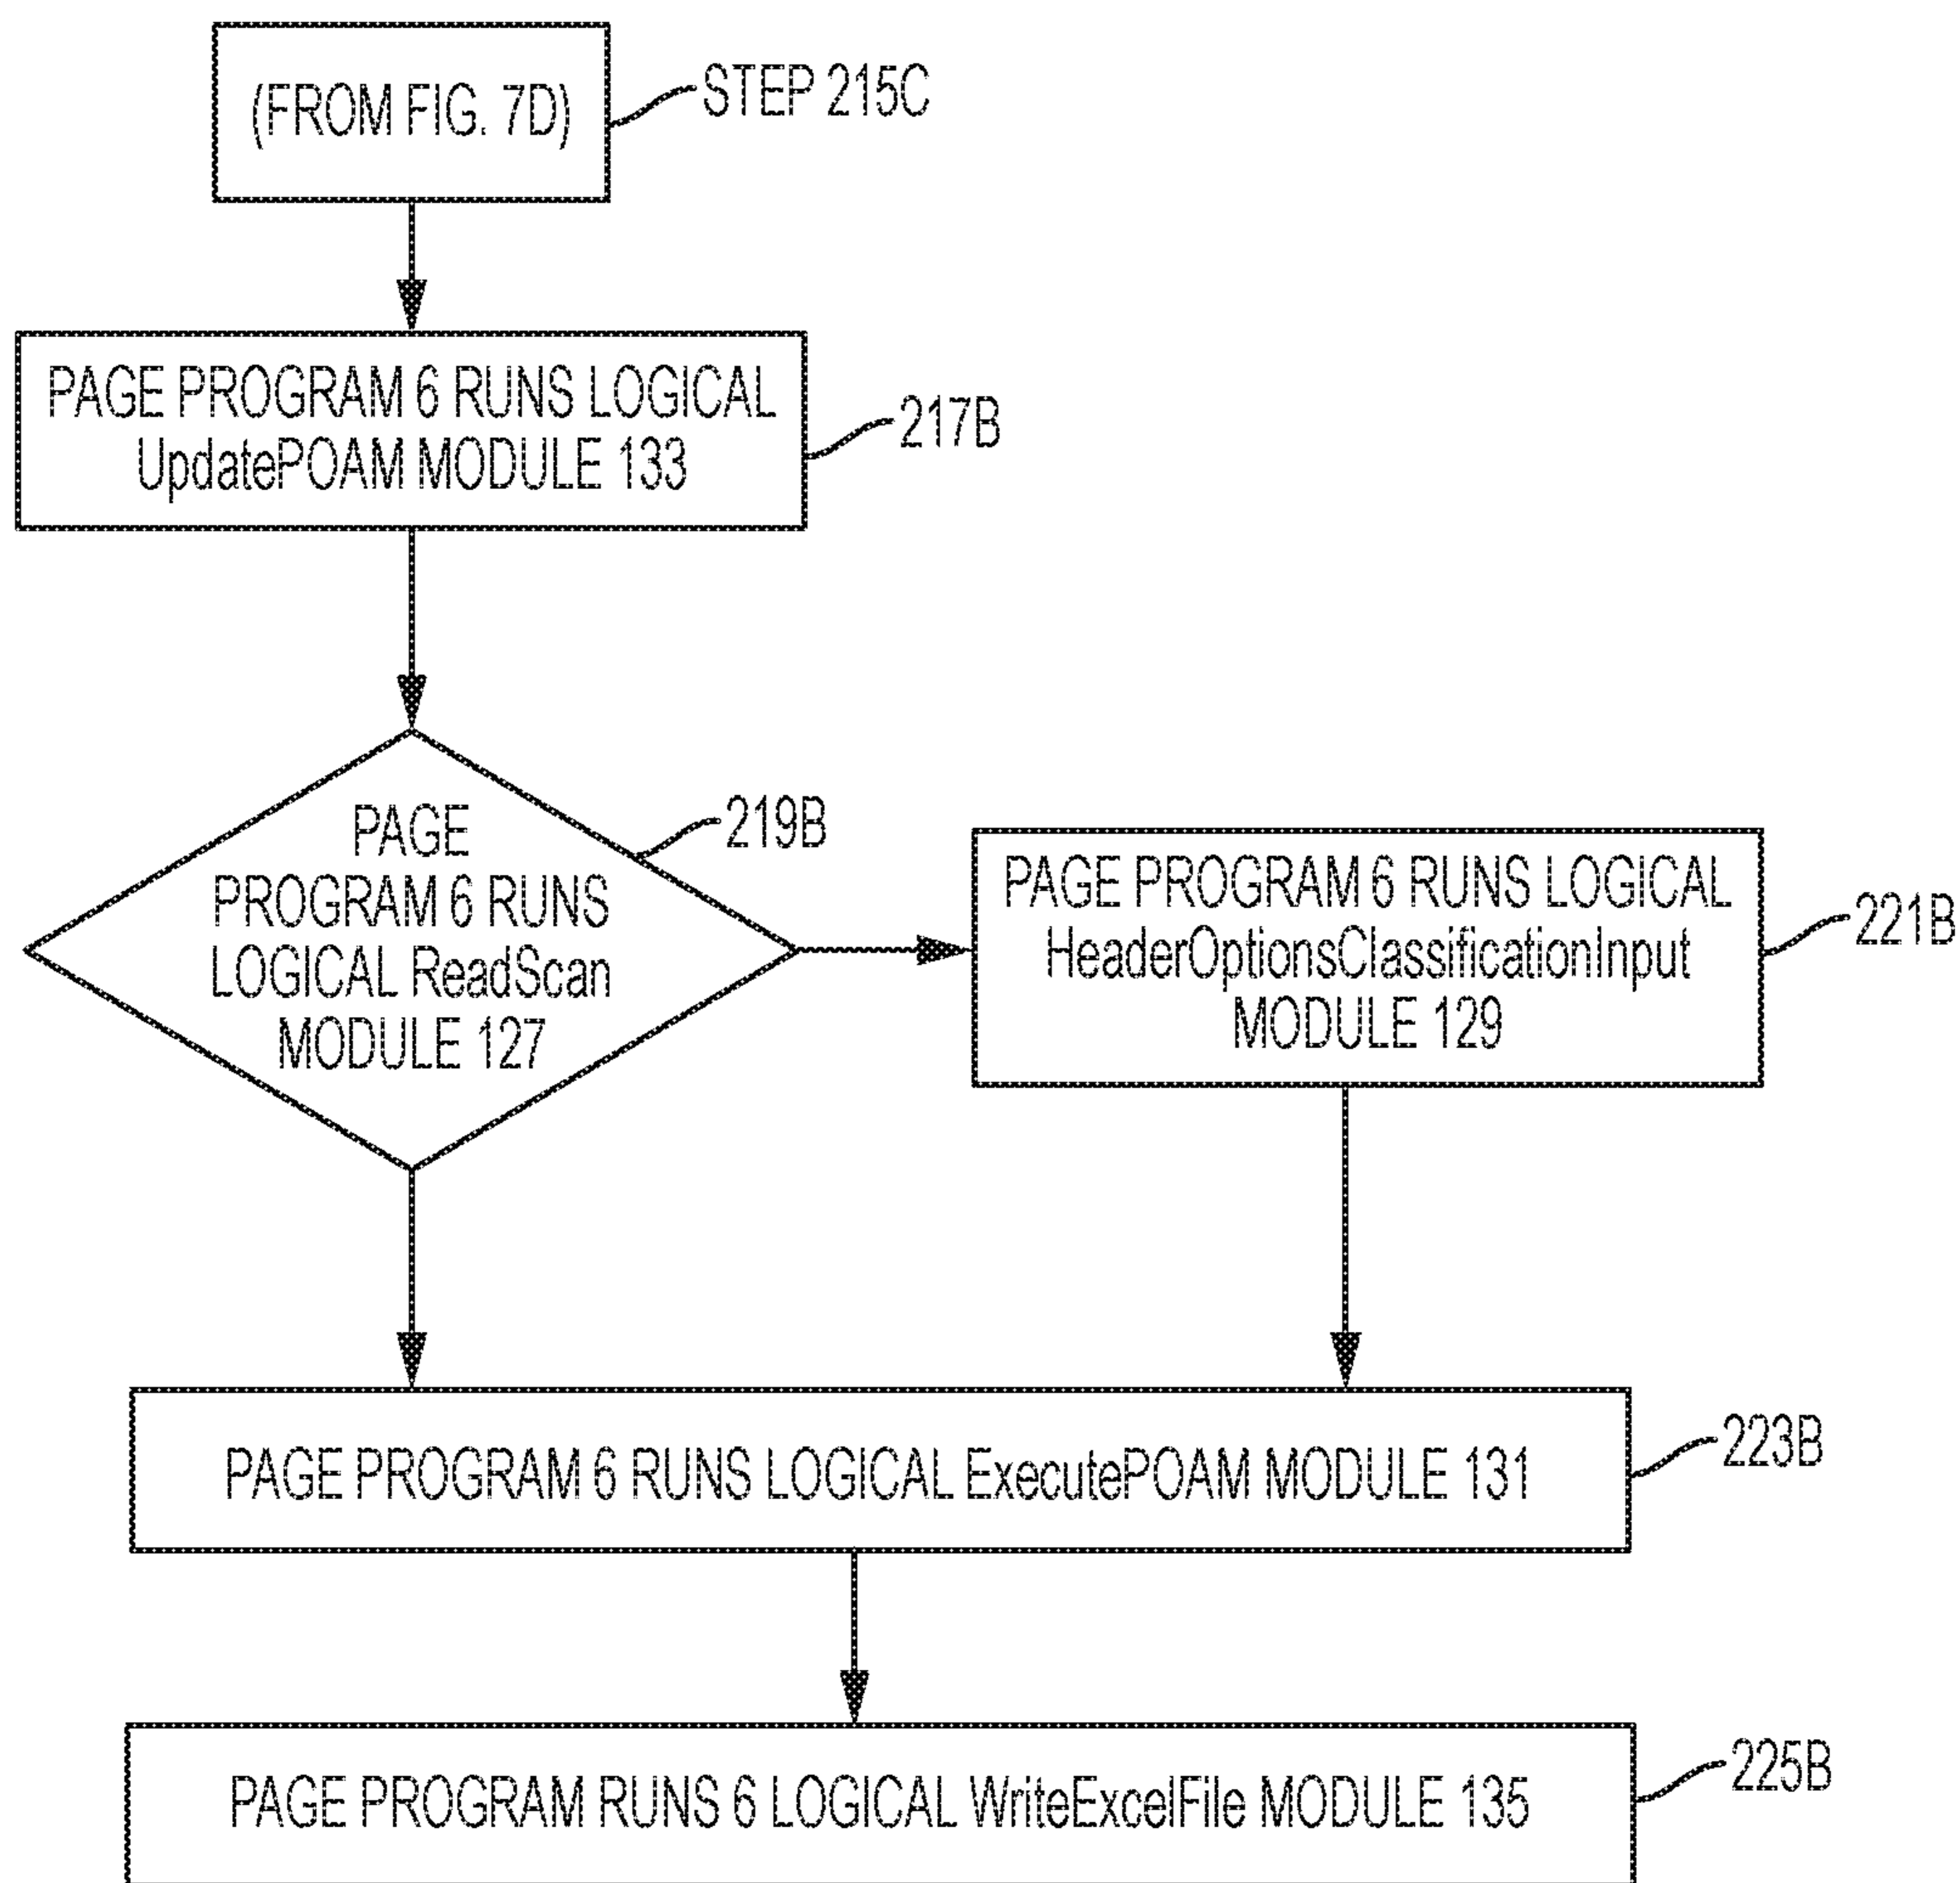 (FROM FIG. 7D)
STEP 215C
PAGE PROGRAM 6 RUNS LOGICAL
UpdatePOAM MODULE 133
217B
PAGE
PROGRAM 6 RUNS
LOGICAL ReadScan
MODULE 127
219B
PAGE PROGRAM 6 RUNS LOGICAL
HeaderOptionsClassificationInput
MODULE 129
221B
PAGE PROGRAM 6 RUNS LOGICAL ExecutePOAM MODULE 131
223B
PAGE PROGRAM RUNS 6 LOGICAL WriteExcelFile MODULE 135
225B